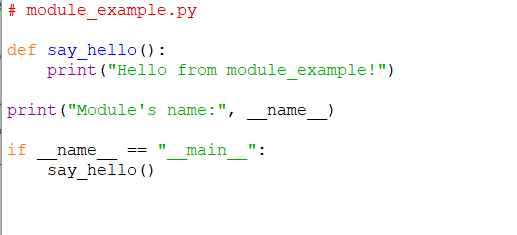 # module_example.py
def say_hello():
    print("Hello from module_example!")
print("Module's name:", __name__)
if __name__ == "__main__":
    say_hello()